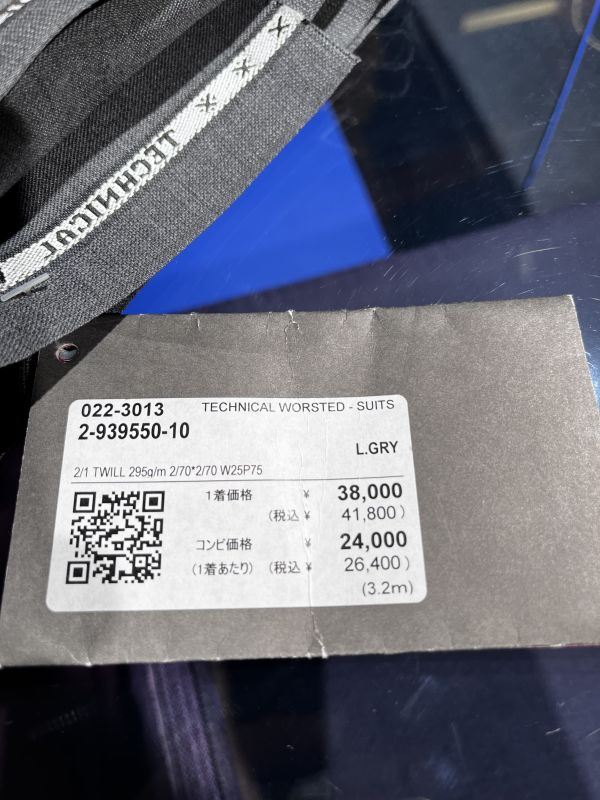 TECHNICAL
022-3013 TECHNICAL WORSTED - SUITS
2-939550-10
L.GRY
2/1 TWILL 295g/m 2/70*2/70 W25P75
1着価格 ¥ 38,000
(税込 ¥ 41,800 )
コンビ価格 ¥ 24,000
(1着あたり) (税込 ¥ 26,400 )
(3.2m)